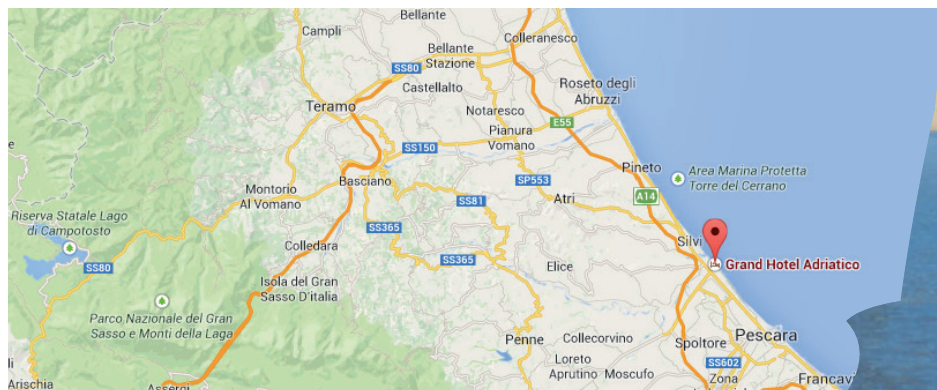 Bellante
Campli
Colleranesco
Bellante
Stazione
SS80
Castellalto
Roseto degli
Abruzzi
Teramo
Notaresco
E55
Pianura
Vomano
SS150
Pineto
Area Marina Protetta
Torre del Cerrano
Basciano
SP553
Montorio
Al Vomano
SS81
Atri
A14
Riserva Statale Lago
di Campotosto
SS365
Silvi
Colledara
SS80
SS365
Elice
Grand Hotel Adriatico
Isola del Gran
Sasso D'italia
Parco Nazionale del Gran
Sasso e Monti della Laga
Penne
Collecorvino
Spoltore
Pescara
Loreto
Aprutino
Moscufo
SS602
Zona
Francavi
Arischia
Assergi